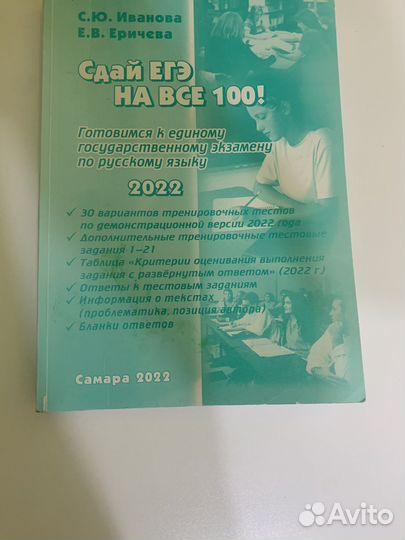 С.Ю. Иванова
Е.В. Еричева
Сдай ЕГЭ
НА ВСЕ 100!
Готовимся к единому
государственному экзамену
по русскому языку
2022
✓ 30 вариантов тренировочных тестов
по демонстрационной версии 2022 года
✓ Дополнительные тренировочные тестовые
задания 1–21
✓ Таблица «Критерии оценивания выполнения
задания с развёрнутым ответом» (2022 г.)
✓ Ответы к тестовым заданиям
✓ Информация о текстах
(проблематика, позиция автора)
✓ Бланки ответов
Самара 2022
Avito